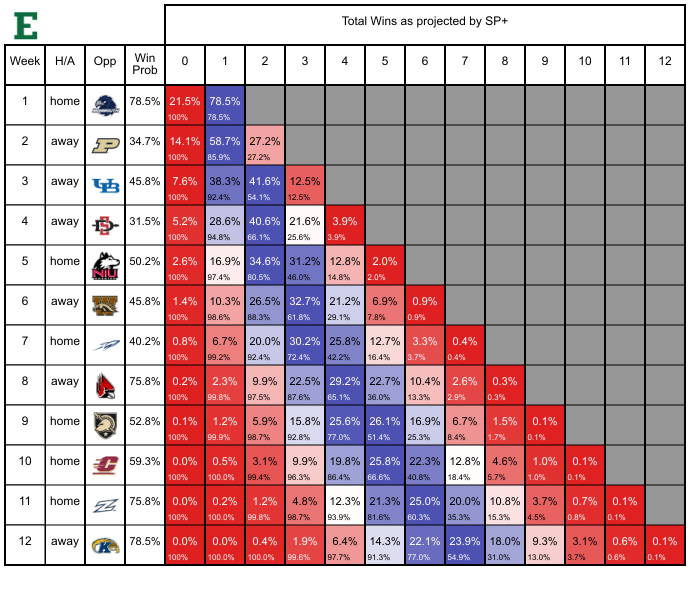 E
Total Wins as projected by SP+
Week H/A Opp Win Prob 0 1 2 3 4 5 6 7 8 9 10 11 12
1 home 78.5% 21.5% 78.5%
100% 78.5%
2 away P 34.7% 14.1% 58.7% 27.2%
100% 85.9% 27.2%
3 away UB 45.8% 7.6% 38.3% 41.6% 12.5%
100% 92.4% 54.1% 12.5%
4 away SD 31.5% 5.2% 28.6% 40.6% 21.6% 3.9%
100% 94.8% 66.1% 25.6% 3.9%
5 home NIU 50.2% 2.6% 16.9% 34.6% 31.2% 12.8% 2.0%
100% 97.4% 80.5% 46.0% 14.8% 2.0%
6 away W 45.8% 1.4% 10.3% 26.5% 32.7% 21.2% 6.9% 0.9%
100% 98.6% 88.3% 61.8% 29.1% 7.8% 0.9%
7 home 40.2% 0.8% 6.7% 20.0% 30.2% 25.8% 12.7% 3.3% 0.4%
100% 99.2% 92.4% 72.4% 42.2% 16.4% 3.7% 0.4%
8 away 75.8% 0.2% 2.3% 9.9% 22.5% 29.2% 22.7% 10.4% 2.6% 0.3%
100% 99.8% 97.5% 87.6% 65.1% 36.0% 13.3% 2.9% 0.3%
9 home 52.8% 0.1% 1.2% 5.9% 15.8% 25.6% 26.1% 16.9% 6.7% 1.5% 0.1%
100% 99.9% 98.7% 92.8% 77.0% 51.4% 25.3% 8.4% 1.7% 0.1%
10 home C 59.3% 0.0% 0.5% 3.1% 9.9% 19.8% 25.8% 22.3% 12.8% 4.6% 1.0% 0.1%
100% 100.0% 99.4% 96.3% 86.4% 66.6% 40.8% 18.4% 5.7% 1.0% 0.1%
11 home 75.8% 0.0% 0.2% 1.2% 4.8% 12.3% 21.3% 25.0% 20.0% 10.8% 3.7% 0.7% 0.1%
100% 100.0% 99.8% 98.7% 93.9% 81.6% 60.3% 35.3% 15.3% 4.5% 0.8% 0.1%
12 away K 78.5% 0.0% 0.0% 0.4% 1.9% 6.4% 14.3% 22.1% 23.9% 18.0% 9.3% 3.1% 0.6% 0.1%
100% 100.0% 100.0% 99.6% 97.7% 91.3% 77.0% 54.9% 31.0% 13.0% 3.7% 0.6% 0.1%